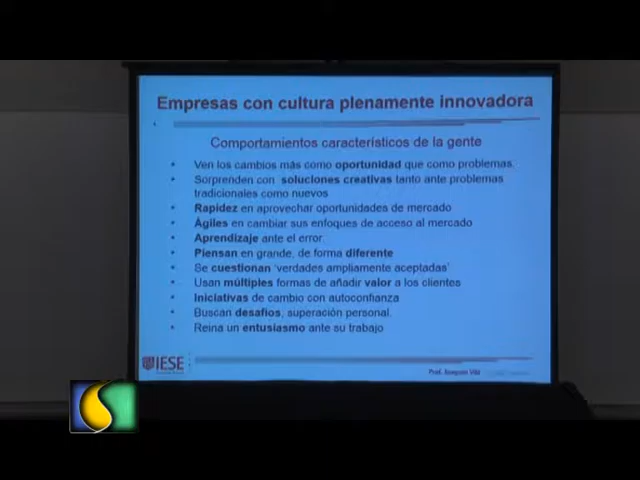 Empresas con cultura plenamente innovadora
Comportamientos característicos de la gente
• Ven los cambios más como oportunidad que como problemas.
• Sorprenden con soluciones creativas tanto ante problemas
tradicionales como nuevos
• Rapidez en aprovechar oportunidades de mercado
• Ágiles en cambiar sus enfoques de acceso al mercado
• Aprendizaje ante el error.
• Piensan en grande, de forma diferente
• Se cuestionan 'verdades ampliamente aceptadas'
• Usan múltiples formas de añadir valor a los clientes
• Iniciativas de cambio con autoconfianza
• Buscan desafíos, superación personal.
• Reina un entusiasmo ante su trabajo
IESE
Prof. Joaquin